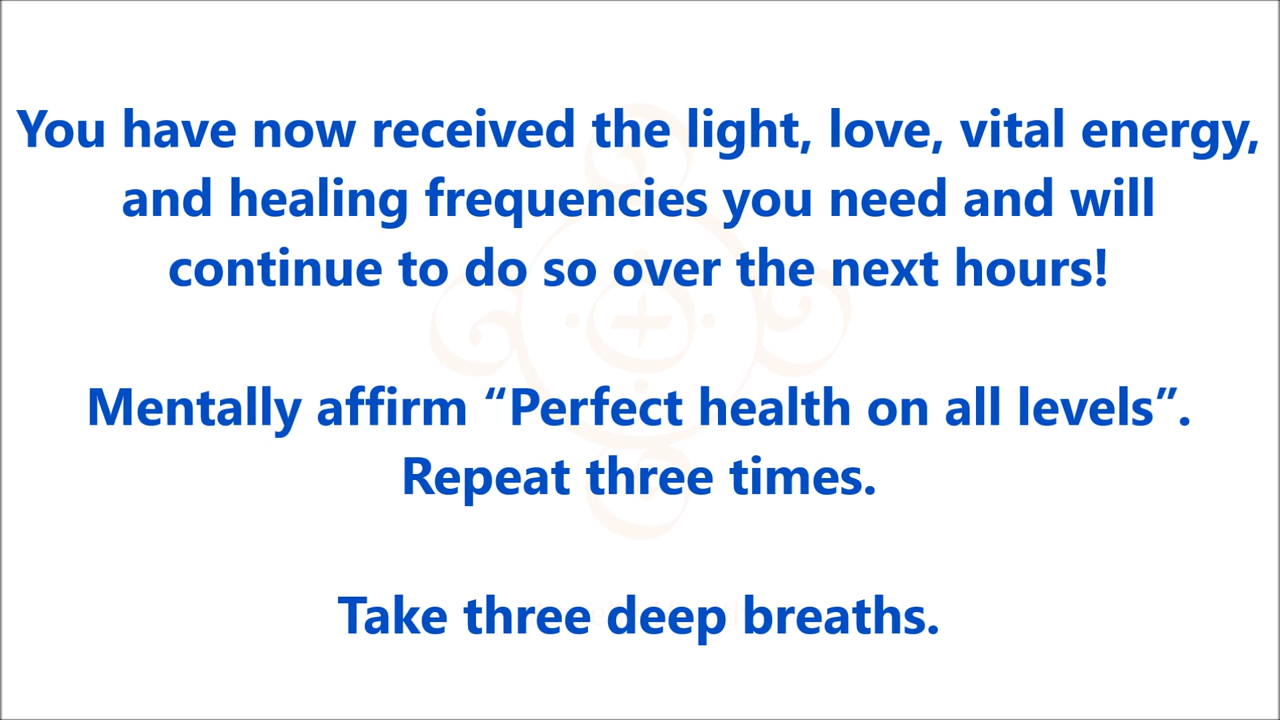 You have now received the light, love, vital energy,
and healing frequencies you need and will
continue to do so over the next hours!
Mentally affirm “Perfect health on all levels”.
Repeat three times.
Take three deep breaths.